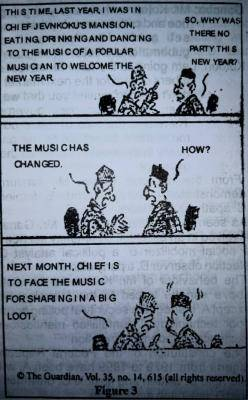 THIS TIME, LAST YEAR, I WAS IN
CHIEF JEVNKOKU'S MANSION,
EATING, DRINKING AND DANCING
TO THE MUSIC OF A POPULAR
MUSICIAN TO WELCOME THE
NEW YEAR.
SO, WHY WAS
THERE NO
PARTY THIS
NEW YEAR?
THE MUSIC HAS
CHANGED.
HOW?
NEXT MONTH, CHIEF IS
TO FACE THE MUSIC
FOR SHARING IN A BIG
LOOT.
© The Guardian, Vol. 35, no. 14, 615 (all rights reserved)
Figure 3